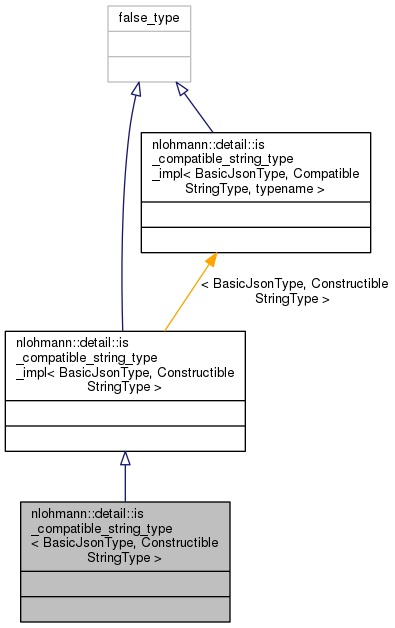 false_type
nlohmann::detail::is
_compatible_string_type
_impl< BasicJsonType, Compatible
StringType, typename >
< BasicJsonType, Constructible
StringType >
nlohmann::detail::is
_compatible_string_type
_impl< BasicJsonType, Constructible
StringType >
nlohmann::detail::is
_compatible_string_type
< BasicJsonType, Constructible
StringType >